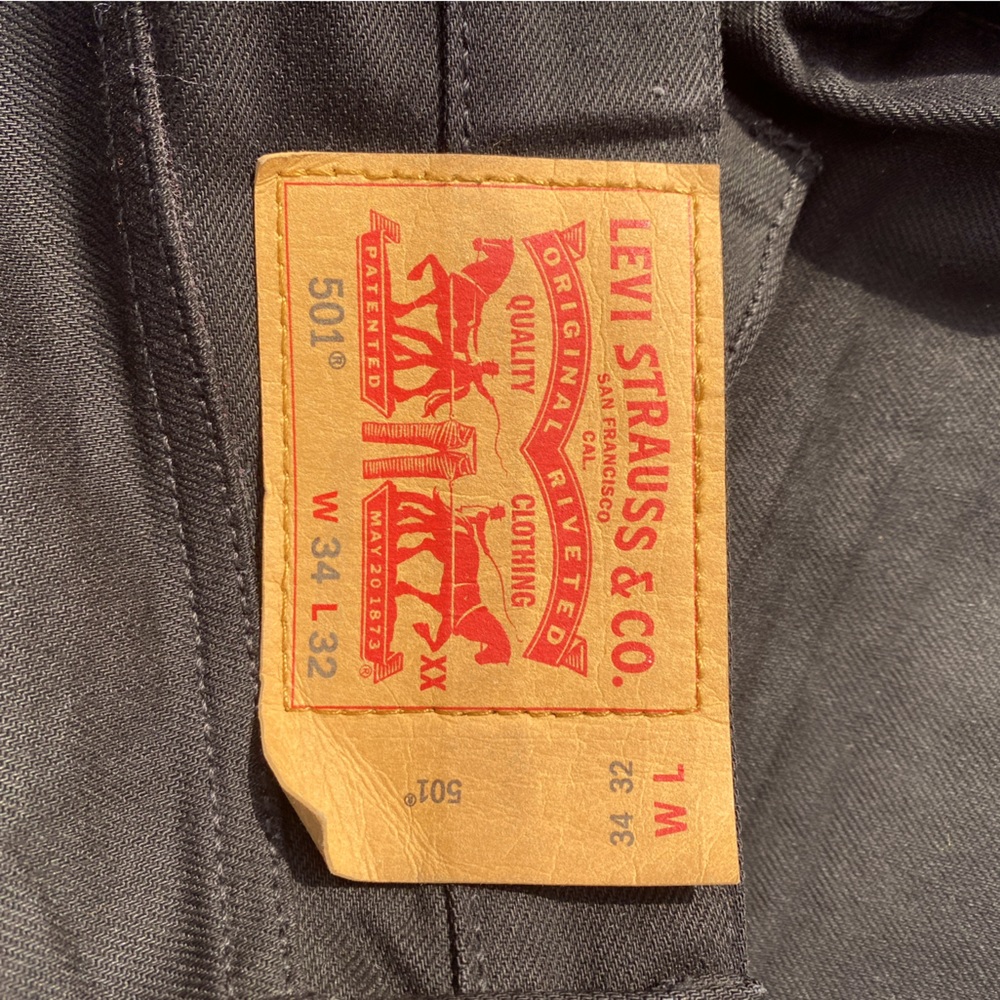 LEVI STRAUSS & CO.
SAN FRANCISCO
CAL.
ORIGINAL RIVETED
QUALITY CLOTHING
XX
PATENTED MAY 20 1873 ®
501® W 34 L 32
W L
34 32
501®